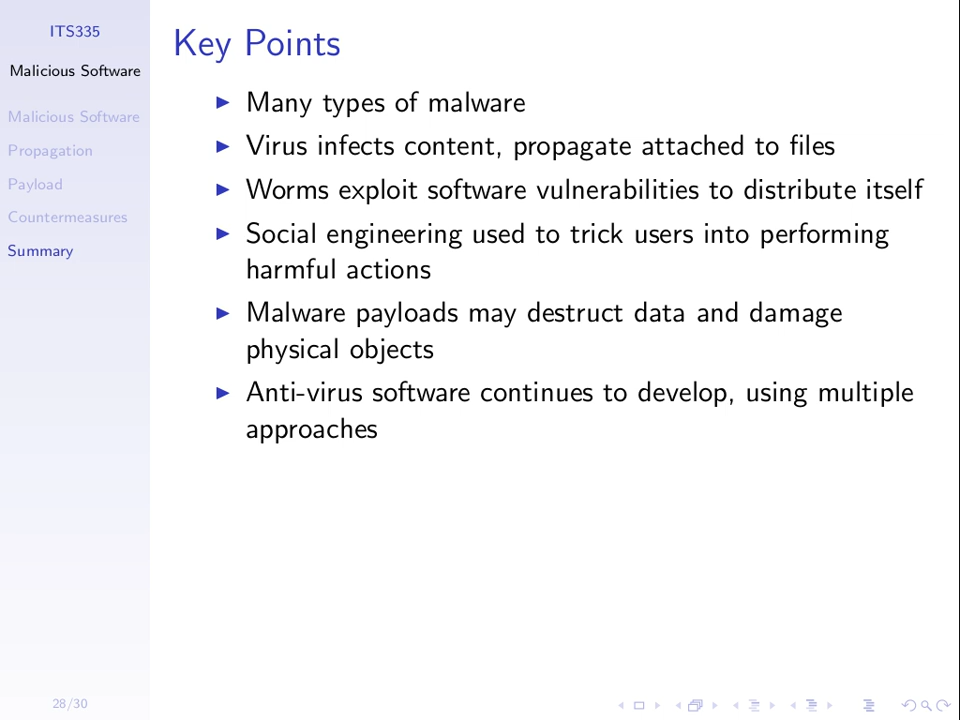 ITS335
Malicious Software
Malicious Software
Propagation
Payload
Countermeasures
Summary
28/30
Key Points
Many types of malware
Virus infects content, propagate attached to files
Worms exploit software vulnerabilities to distribute itself
Social engineering used to trick users into performing
harmful actions
Malware payloads may destruct data and damage
physical objects
Anti-virus software continues to develop, using multiple
approaches